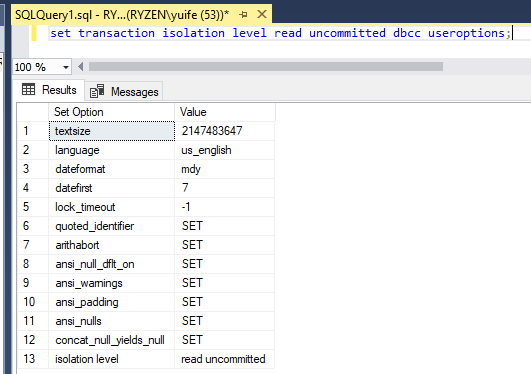 SQLQuery1.sql - RY...(RYZEN\yuife (53))*
set transaction isolation level read uncommitted dbcc useroptions;
100 %
Results Messages
Set Option Value
1 textsize 2147483647
2 language us_english
3 dateformat mdy
4 datefirst 7
5 lock_timeout -1
6 quoted_identifier SET
7 arithabort SET
8 ansi_null_dflt_on SET
9 ansi_warnings SET
10 ansi_padding SET
11 ansi_nulls SET
12 concat_null_yields_null SET
13 isolation level read uncommitted